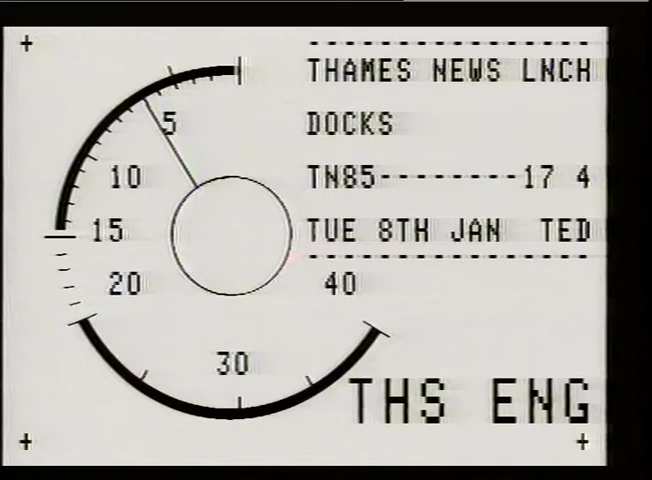 THAMES NEWS LNCH
DOCKS
TN85--------17 4
TUE 8TH JAN TED
5
10
15
20
30
40
THS ENG